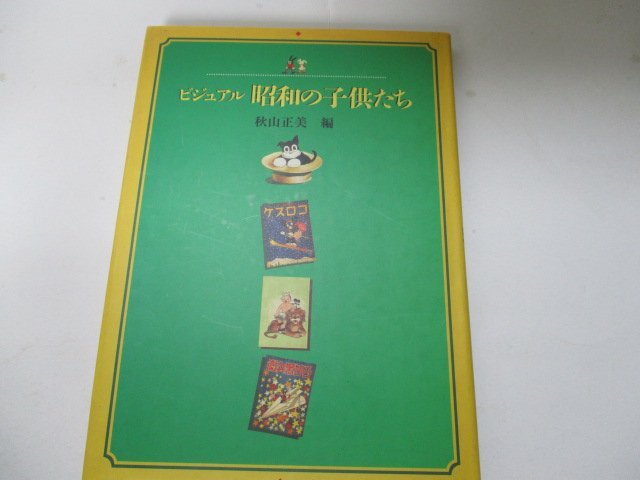 ビジュアル 昭和の子供たち
秋山正美 編
コロスケ